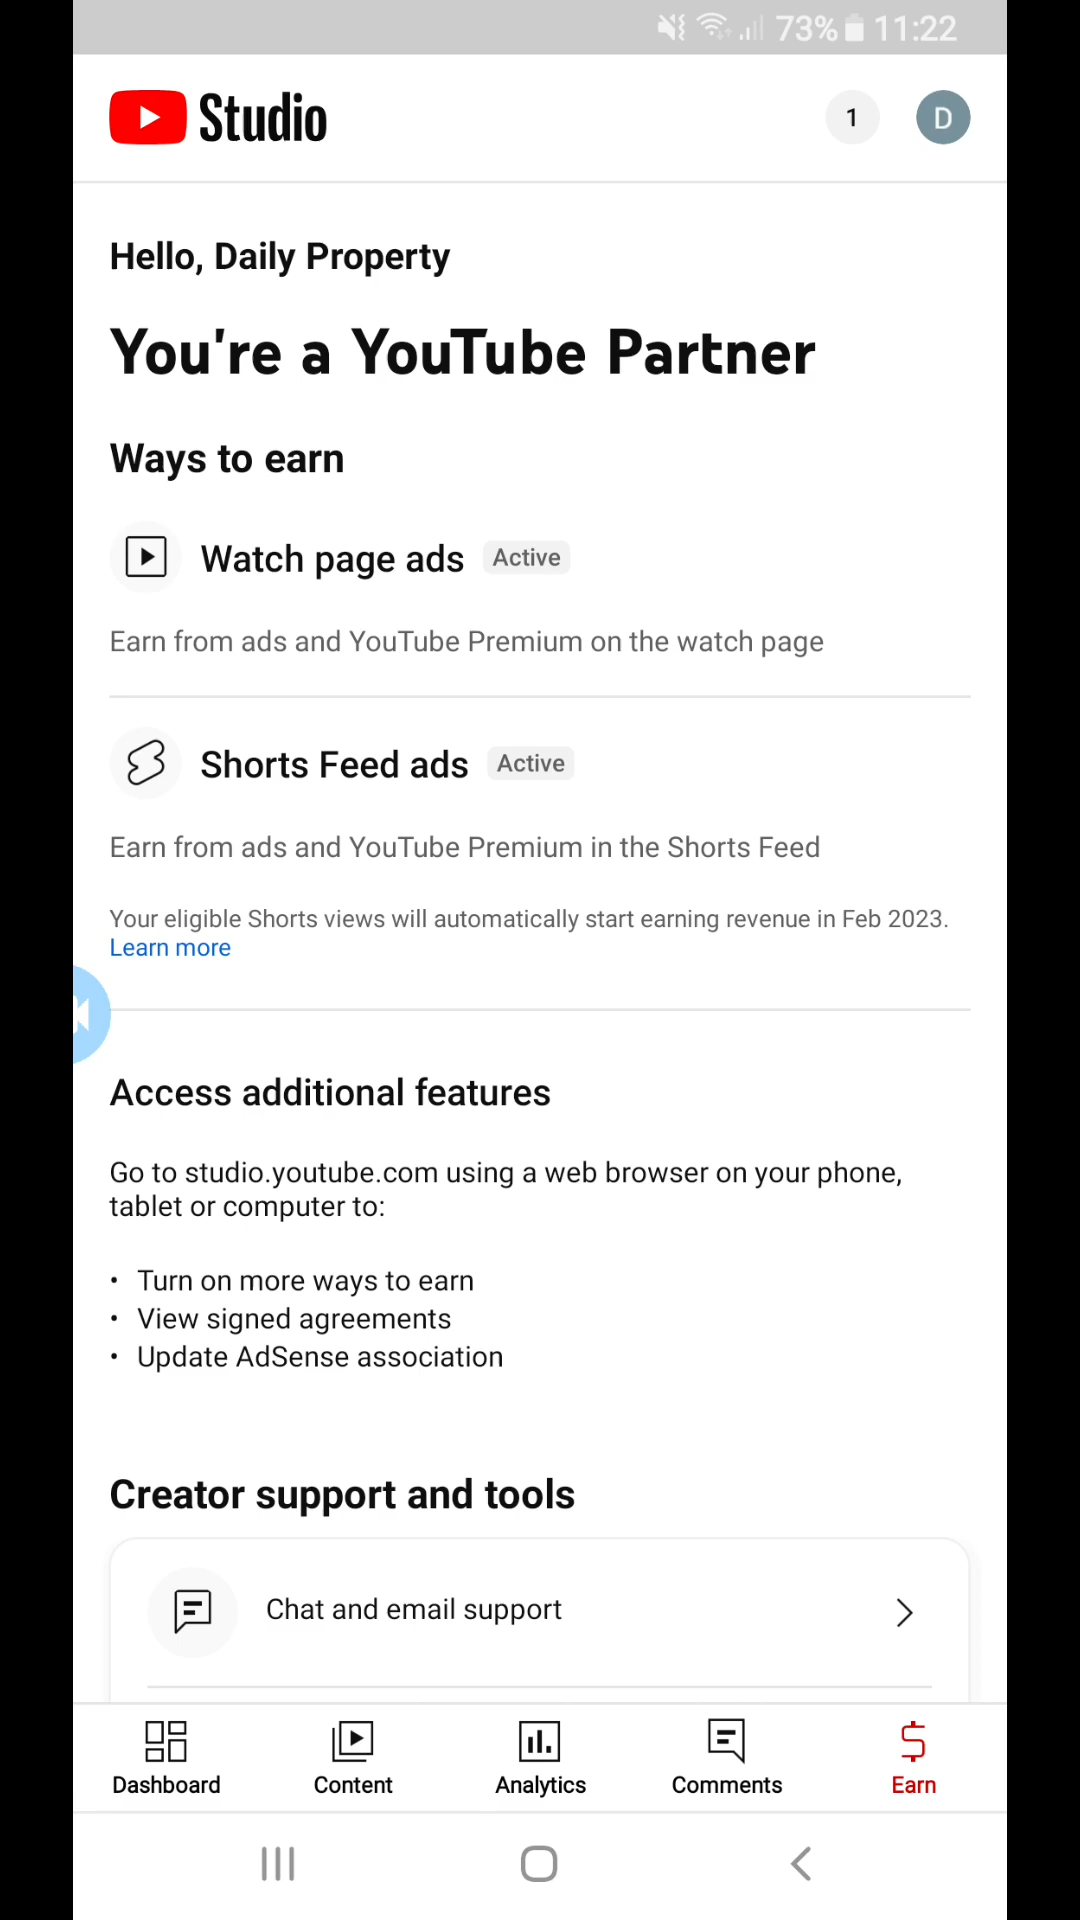 73% 11:22
Studio
1
D
Hello, Daily Property
You're a YouTube Partner
Ways to earn
Watch page ads Active
Earn from ads and YouTube Premium on the watch page
Shorts Feed ads Active
Earn from ads and YouTube Premium in the Shorts Feed
Your eligible Shorts views will automatically start earning revenue in Feb 2023.
Learn more
Access additional features
Go to studio.youtube.com using a web browser on your phone,
tablet or computer to:
• Turn on more ways to earn
• View signed agreements
• Update AdSense association
Creator support and tools
Chat and email support
Dashboard Content Analytics Comments Earn